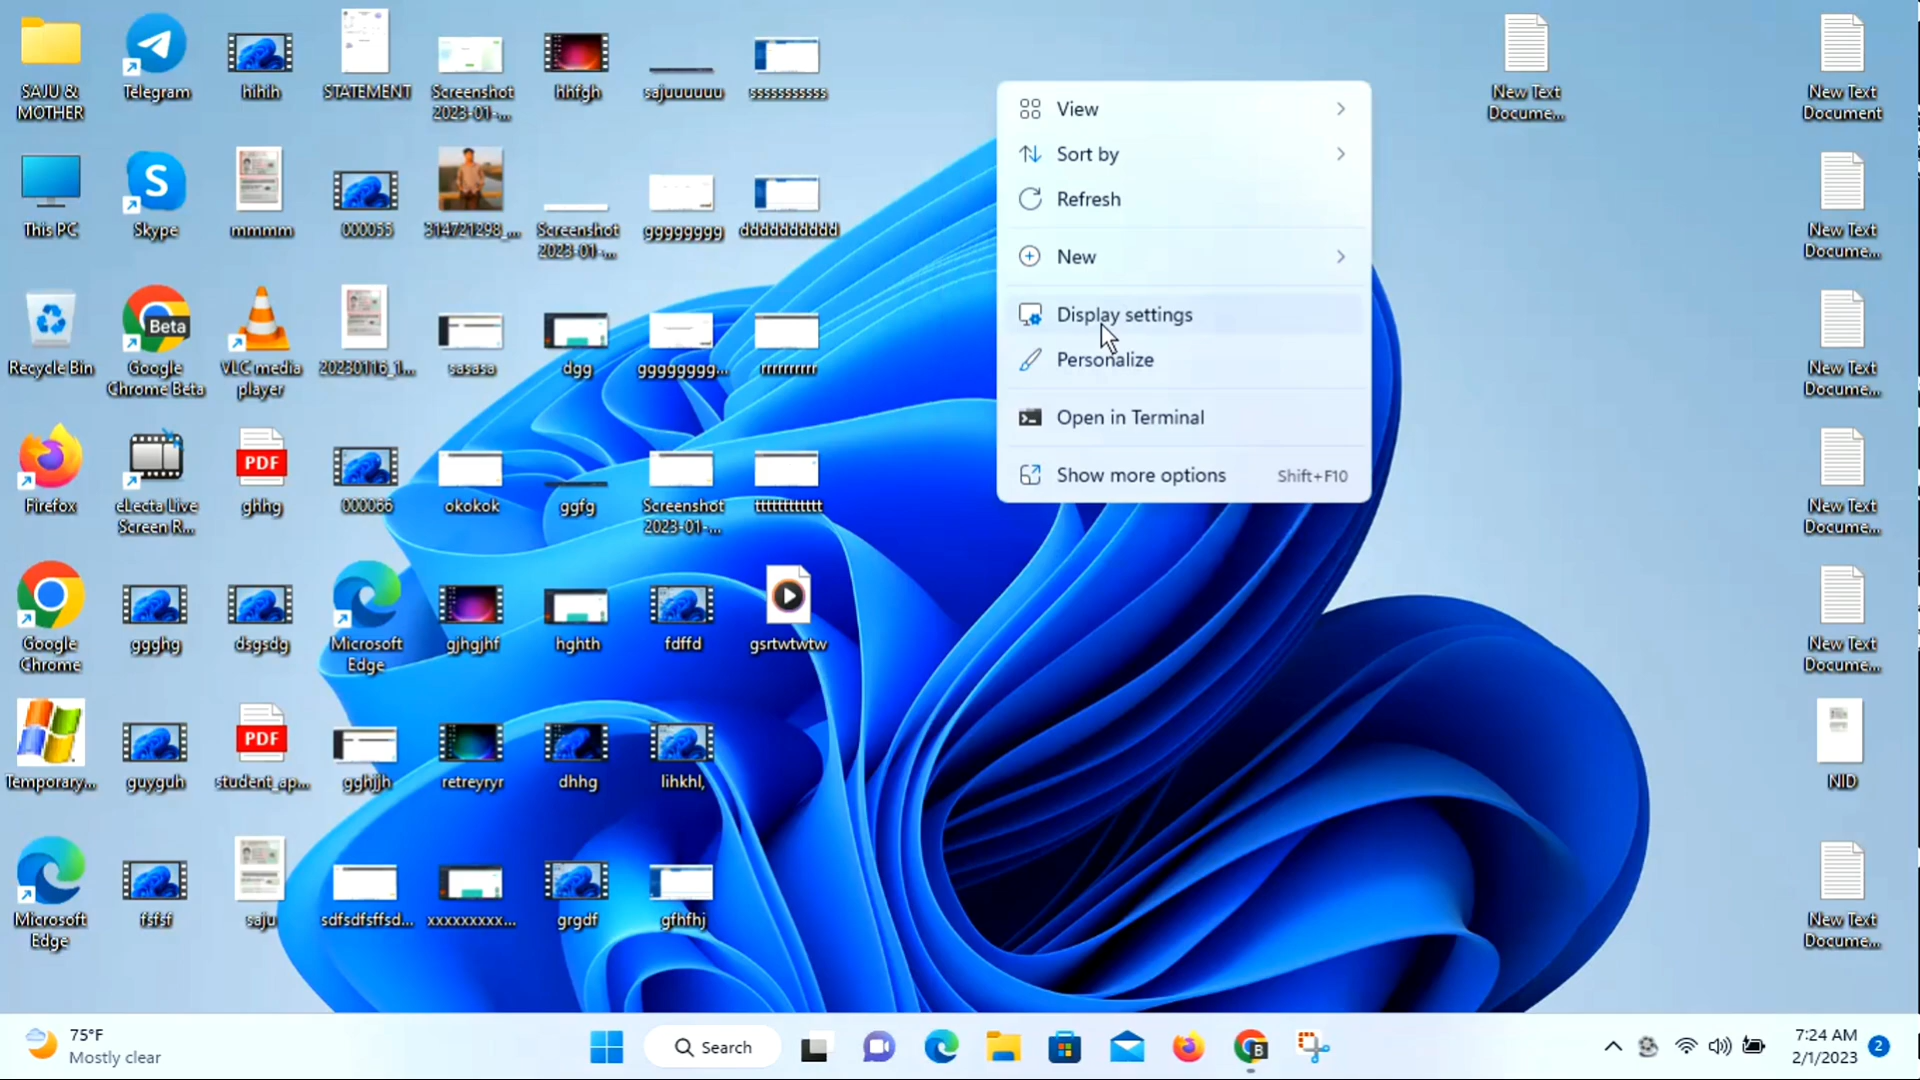 SAJU &
MOTHER
Telegram
hihih
STATEMENT
Screenshot
2023-01-...
hhfgh
sajuuuuuu
sssssssssss
New Text
Docume...
New Text
Document
This PC
Skype
mmmm
000055
314721298_...
Screenshot
2023-01-...
gggggggg
dddddddddd
New Text
Docume...
Recycle Bin
Beta
Google
Chrome Beta
VLC media
player
20230116_1...
sasasa
dgg
gggggggg...
rrrrrrrrrr
New Text
Docume...
Firefox
eLecta Live
Screen R...
PDF
ghhg
000066
okokok
ggfg
Screenshot
2023-01-...
tttttttttttt
New Text
Docume...
Google
Chrome
ggghg
dsgsdg
Microsoft
Edge
gjhgjhf
hghth
fdffd
gsrtwtwtw
New Text
Docume...
Temporary...
guyguh
PDF
student_ap...
gghjjh
retreyryr
dhhg
lihkhl,
NID
Microsoft
Edge
fsfsf
saju
sdfsdfsffsd...
xxxxxxxxx...
grgdf
gfhfhj
New Text
Docume...
View
Sort by
Refresh
New
Display settings
Personalize
Open in Terminal
Show more options Shift+F10
75°F
Mostly clear
Search
7:24 AM
2/1/2023
2